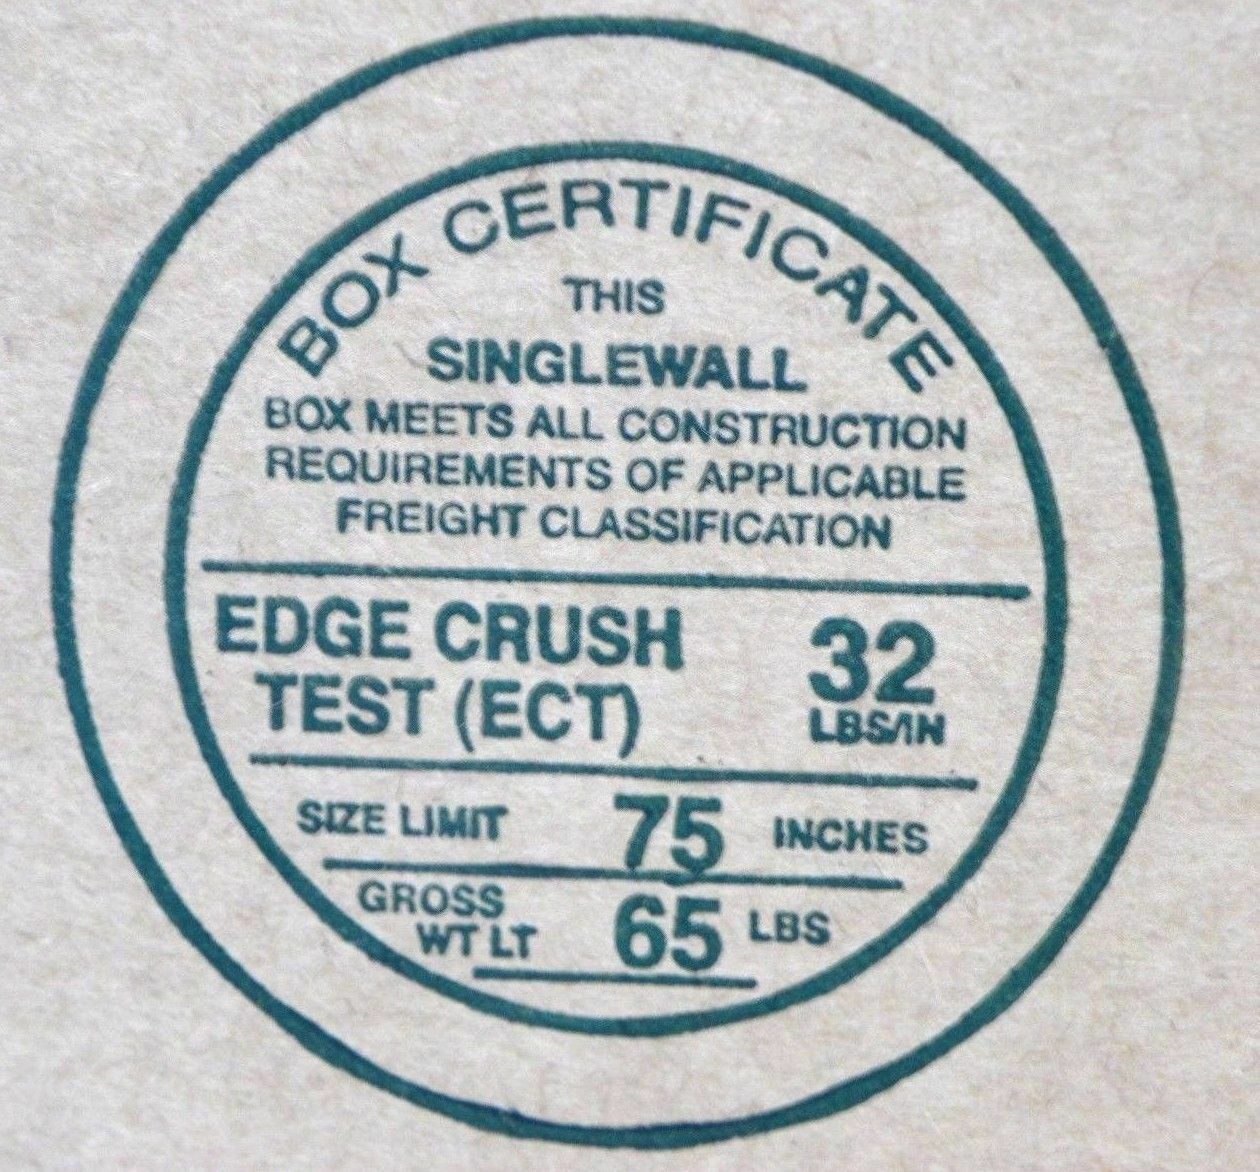 BOX CERTIFICATE
THIS
SINGLEWALL
BOX MEETS ALL CONSTRUCTION
REQUIREMENTS OF APPLICABLE
FREIGHT CLASSIFICATION
EDGE CRUSH
TEST (ECT)
32
LBS/IN
SIZE LIMIT 75 INCHES
GROSS
WT LT 65 LBS